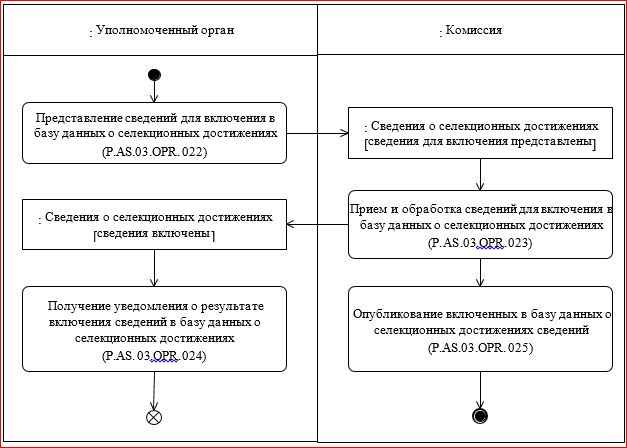 : Уполномоченный орган
: Комиссия
Представление сведений для включения в
базу данных о селекционных достижениях
(P.AS.03.OPR.022)
: Сведения о селекционных достижениях
[сведения для включения представлены]
Прием и обработка сведений для включения в
базу данных о селекционных достижениях
(P.AS.03.OPR.023)
: Сведения о селекционных достижениях
[сведения включены]
Получение уведомления о результате
включения сведений в базу данных о
селекционных достижениях
(P.AS.03.OPR.024)
Опубликование включенных в базу данных о
селекционных достижениях сведений
(P.AS.03.OPR.025)